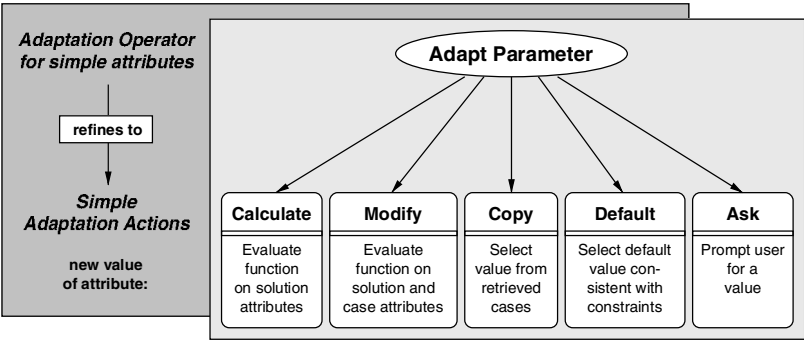 Adaptation Operator
for simple attributes
refines to
Simple
Adaptation Actions
new value
of attribute:
Adapt Parameter
Calculate
Evaluate
function
on solution
attributes
Modify
Evaluate
function on
solution and
case attributes
Copy
Select
value from
retrieved
cases
Default
Select default
value con-
sistent with
constraints
Ask
Prompt user
for a
value